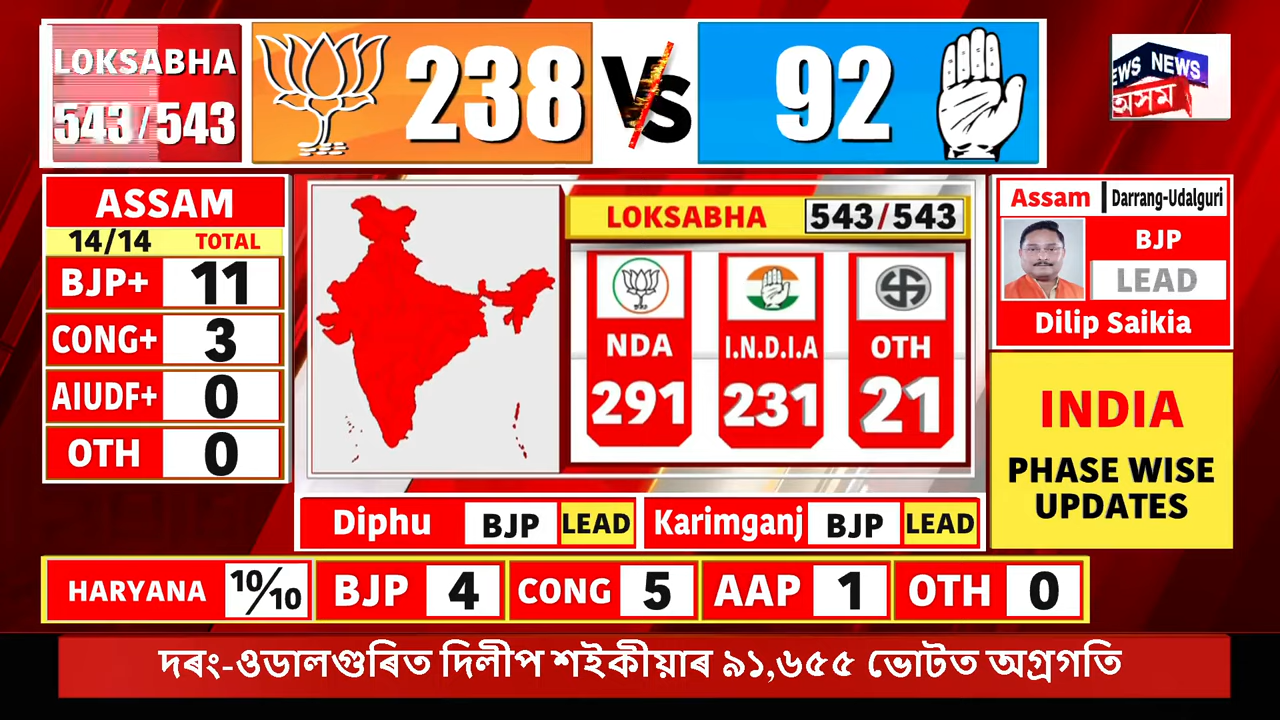 LOKSABHA
543/543
238
Vs
92
EWS NEWS
অসম
ASSAM
14/14 TOTAL
BJP+ 11
CONG+ 3
AIUDF+ 0
OTH 0
LOKSABHA 543/543
NDA I.N.D.I.A OTH
291 231 21
Assam | Darrang-Udalguri
BJP
LEAD
Dilip Saikia
INDIA
PHASE WISE
UPDATES
Diphu BJP LEAD Karimganj BJP LEAD
HARYANA 10/10 BJP 4 CONG 5 AAP 1 OTH 0
দৰং-ওডালগুৰিত দিলীপ শইকীয়াৰ ৯১,৬৫৫ ভোটত অগ্ৰগতি